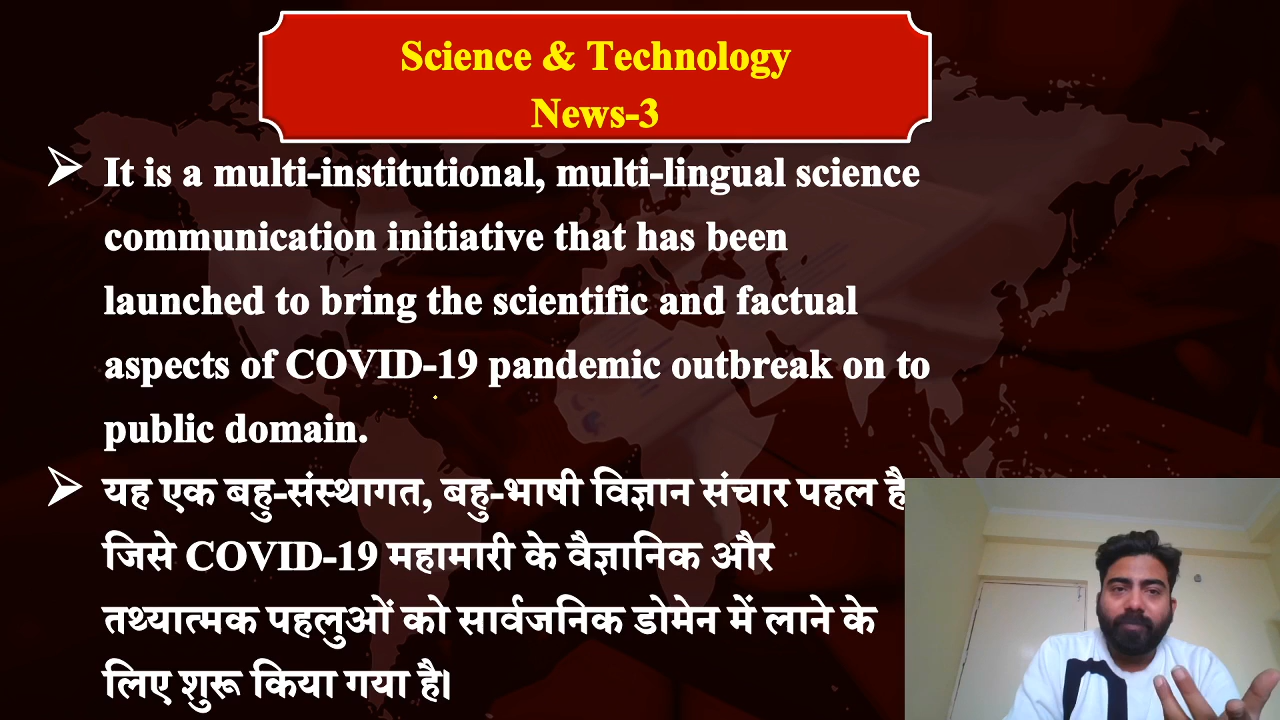 Science & Technology
News-3
It is a multi-institutional, multi-lingual science
communication initiative that has been
launched to bring the scientific and factual
aspects of COVID-19 pandemic outbreak on to
public domain.
यह एक बहु-संस्थागत, बहु-भाषी विज्ञान संचार पहल है
जिसे COVID-19 महामारी के वैज्ञानिक और
तथ्यात्मक पहलुओं को सार्वजनिक डोमेन में लाने के
लिए शुरू किया गया है।